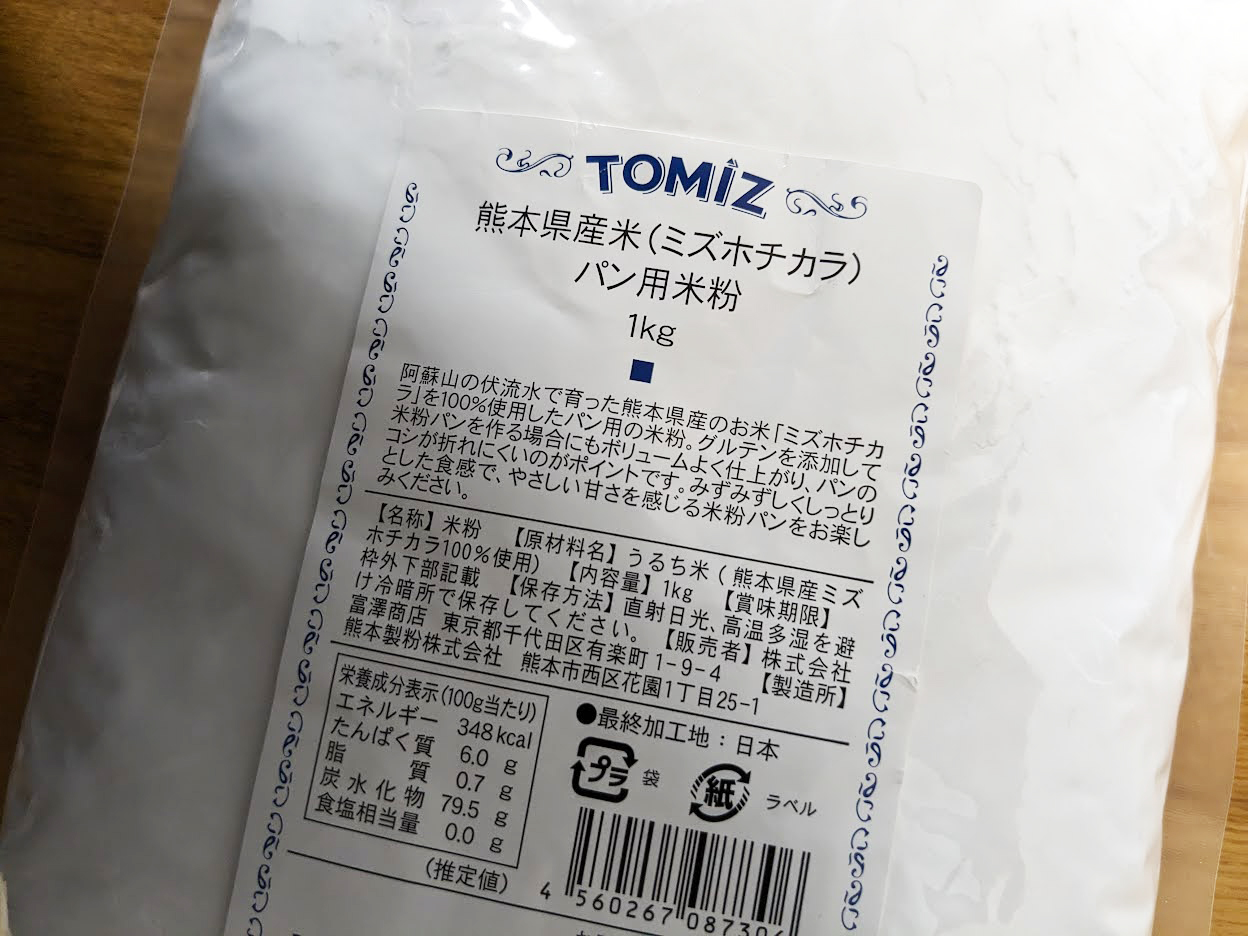 TOMIZ
熊本県産米(ミズホチカラ)
パン用米粉
1kg
阿蘇山の伏流水で育った熊本県産のお米「ミズホチカ
ラ」を100%使用したパン用の米粉。グルテンを添加して
米粉パンを作る場合にもボリュームよく仕上がり、パンの
コシが折れにくいのがポイントです。みずみずしくしっとり
とした食感で、やさしい甘さを感じる米粉パンをお楽し
みください。
【名称】米粉 【原材料名】うるち米(熊本県産ミズ
ホチカラ100%使用) 【内容量】1kg 【賞味期限】
枠外下部記載 【保存方法】直射日光、高温多湿を避
け冷暗所で保存してください。 【販売者】株式会社
富澤商店 東京都千代田区有楽町1-9-4 【製造所】
熊本製粉株式会社 熊本市西区花園1丁目25-1
栄養成分表示(100g当たり)
エネルギー 348kcal
たんぱく質 6.0 g
脂質 0.7 g
炭水化物 79.5 g
食塩相当量 0.0 g
(推定値)
●最終加工地:日本
プラ 袋
紙 ラベル
4 560267 087306